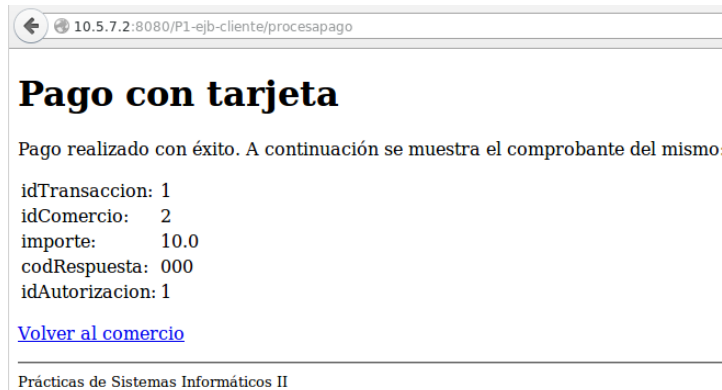 10.5.7.2:8080/P1-ejb-cliente/procesapago
Pago con tarjeta
Pago realizado con éxito. A continuación se muestra el comprobante del mismo:
idTransaccion: 1
idComercio: 2
importe: 10.0
codRespuesta: 000
idAutorizacion: 1
Volver al comercio
Prácticas de Sistemas Informáticos II